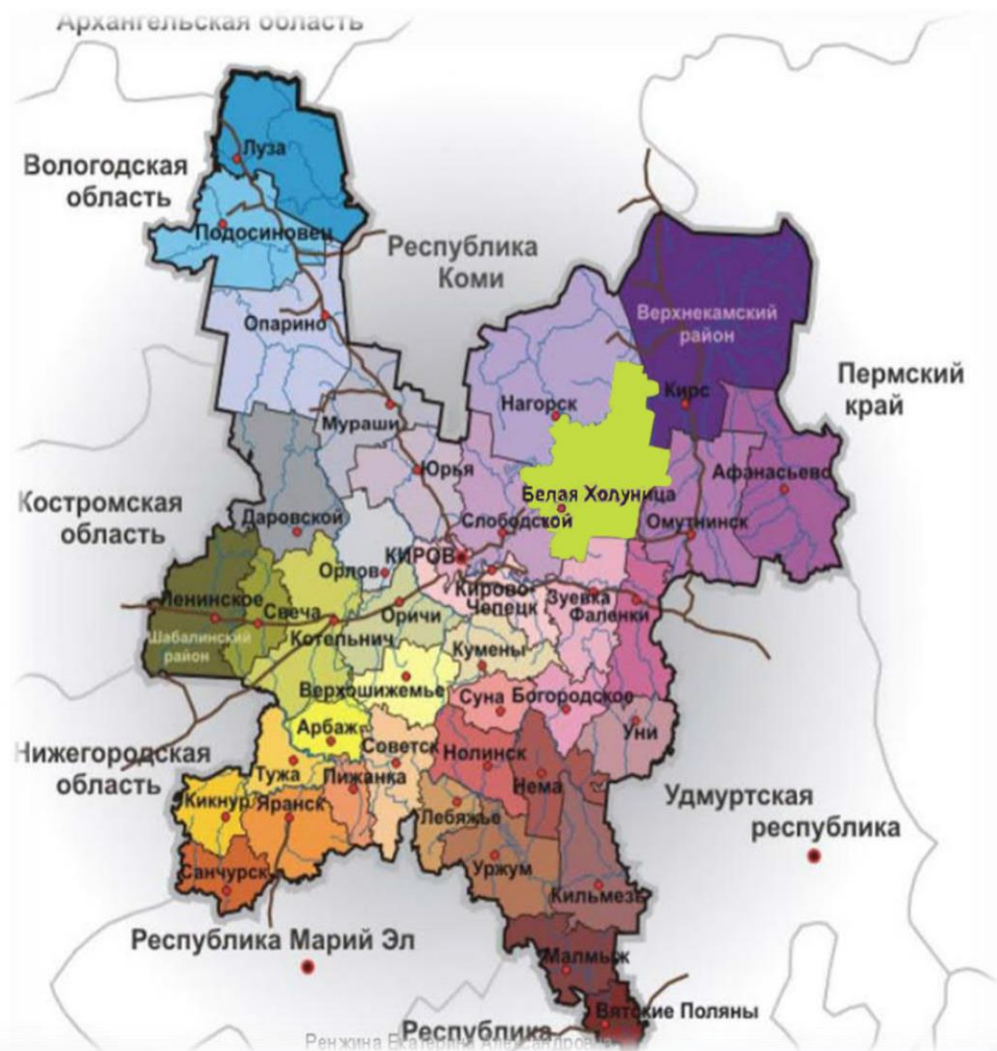 Архангельская область
Луза
Вологодская
область
Подосиновец
Республика
Коми
Опарино
Верхнекамский
район
Пермский
край
Кирс
Нагорск
Мураши
Юрья
Афанасьево
Белая Холуница
Костромская
область
Даровской
Слободской
Омутнинск
КИРОВ
Орлов
Кирово-
Чепецк
Зуевка
Фаленки
Ленинское
Свеча
Оричи
Шабалинский
район
Котельнич
Кумены
Верхошижемье
Суна
Богородское
Арбаж
Советск
Нолинск
Уни
Нижегородская
область
Тужа
Пижанка
Нема
Кикнур
Яранск
Лебяжье
Удмуртская
республика
Санчурск
Уржум
Кильмезь
Республика Марий Эл
Малмыж
Вятские Поляны
Республика
Ренжина Екатерина Александровна